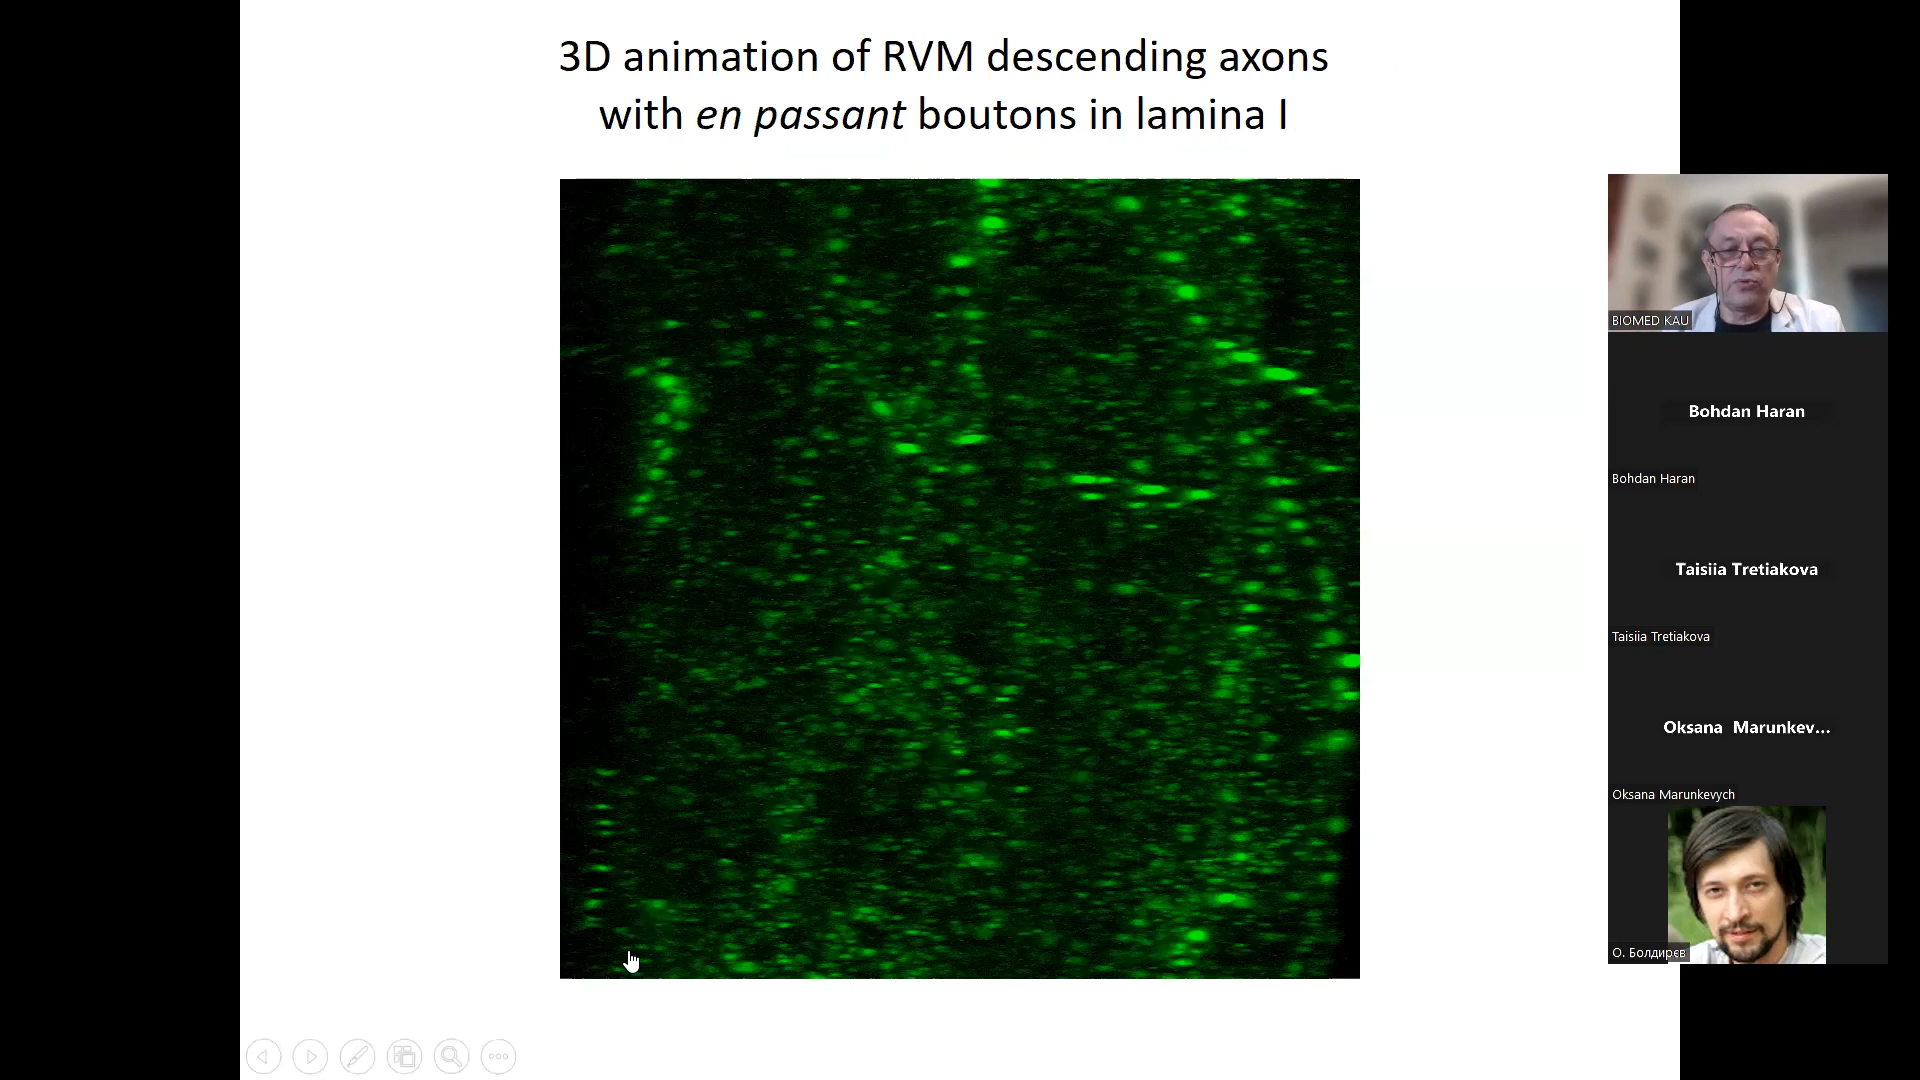 3D animation of RVM descending axons
with en passant boutons in lamina I
BIOMED KAU
Bohdan Haran
Bohdan Haran
Taisiia Tretiakova
Taisiia Tretiakova
Oksana Marunkev...
Oksana Marunkevych
О. Болдирєв